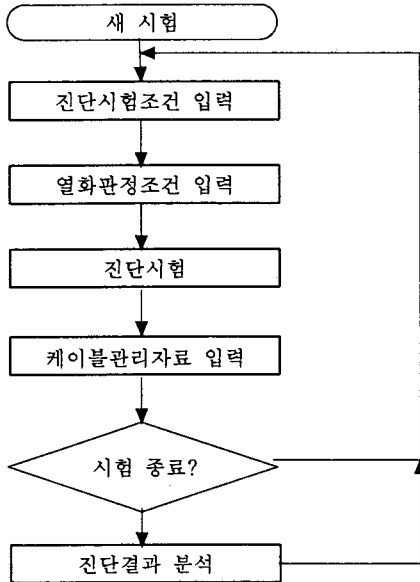 새 시험
진단시험조건 입력
열화판정조건 입력
진단시험
케이블관리자료 입력
시험 종료?
진단결과 분석